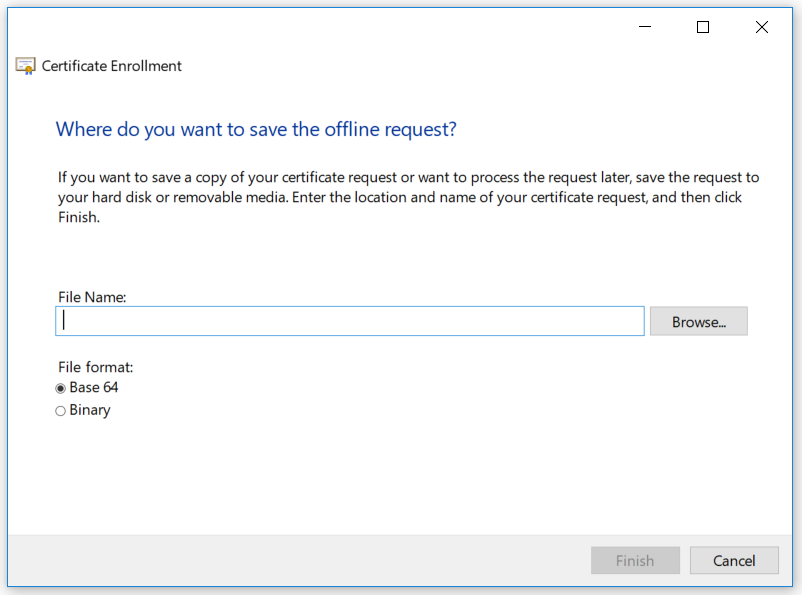 Certificate Enrollment
Where do you want to save the offline request?
If you want to save a copy of your certificate request or want to process the request later, save the request to
your hard disk or removable media. Enter the location and name of your certificate request, and then click
Finish.
File Name:
Browse...
File format:
Base 64
Binary
Finish
Cancel